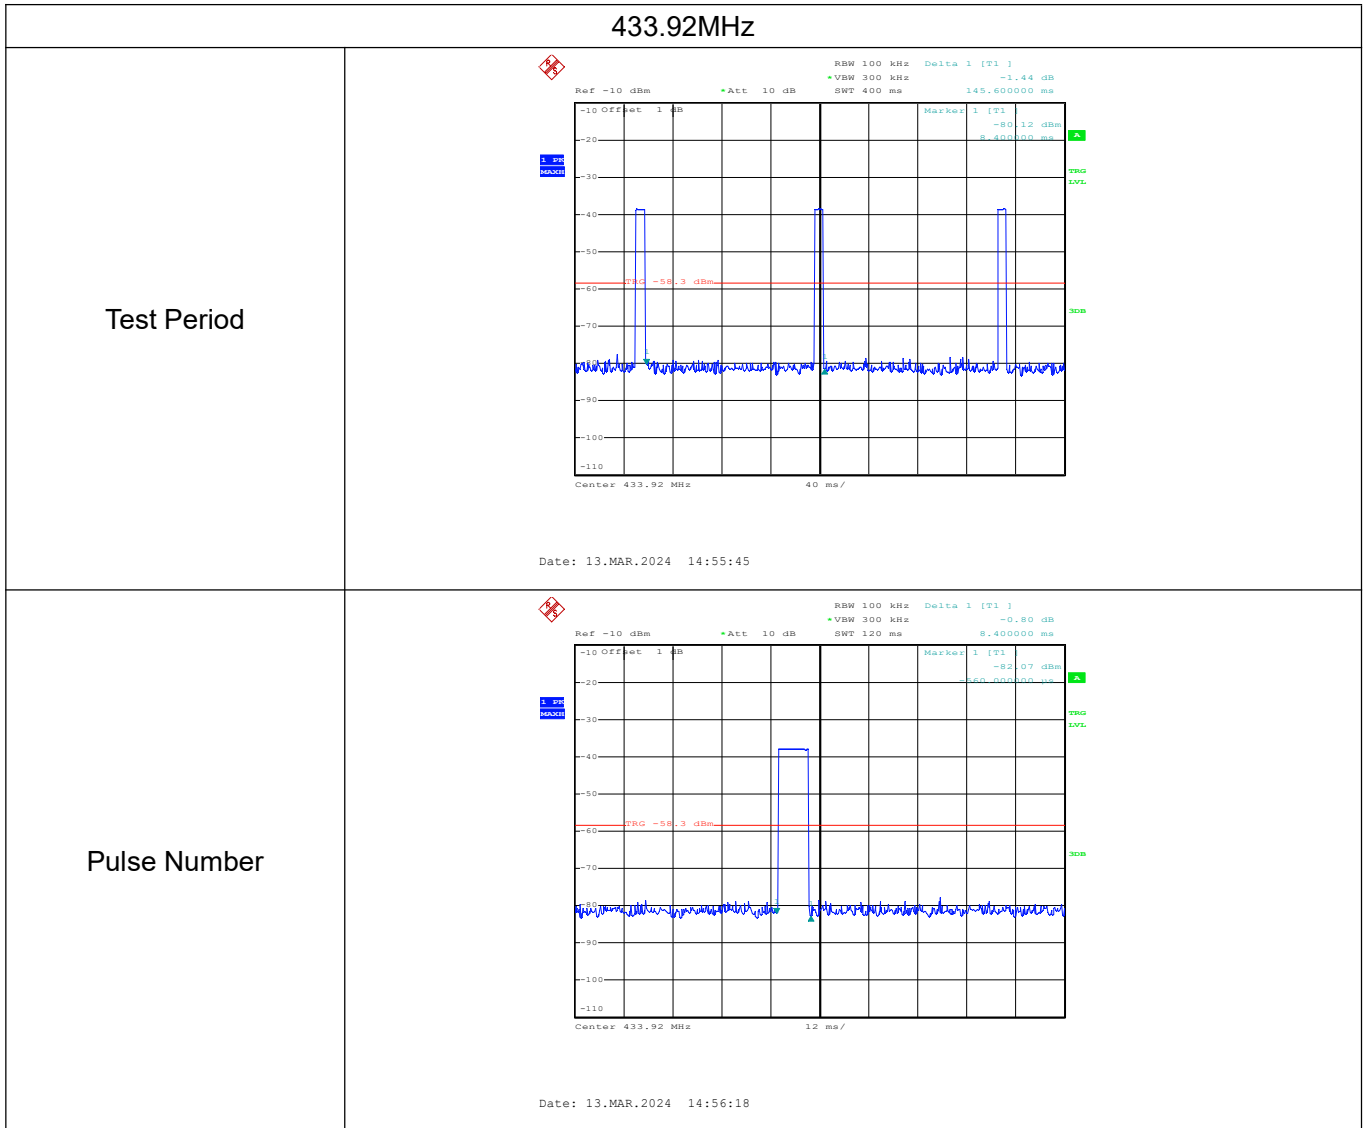 433.92MHz
Test Period
R S
RBW 100 kHz Delta 1 [T1 ]
*VBW 300 kHz -1.44 dB
Ref -10 dBm *Att 10 dB SWT 400 ms 145.600000 ms
-10 Offset 1 dB Marker 1 [T1 ]
-80.12 dBm
8.400000 ms
A
-20
1 PK
MAXH
-30
TRG
LVL
-40
-50
TRG -58.3 dBm
-60
3DB
-70
1
1
-80
-90
-100
-110
Center 433.92 MHz 40 ms/
Date: 13.MAR.2024 14:55:45
Pulse Number
R S
RBW 100 kHz Delta 1 [T1 ]
*VBW 300 kHz -0.80 dB
Ref -10 dBm *Att 10 dB SWT 120 ms 8.400000 ms
-10 Offset 1 dB Marker 1 [T1 ]
-82.07 dBm
-560.000000 µs
A
-20
1 PK
MAXH
-30
TRG
LVL
-40
-50
TRG -58.3 dBm
-60
3DB
-70
-80
-90
-100
-110
Center 433.92 MHz 12 ms/
Date: 13.MAR.2024 14:56:18